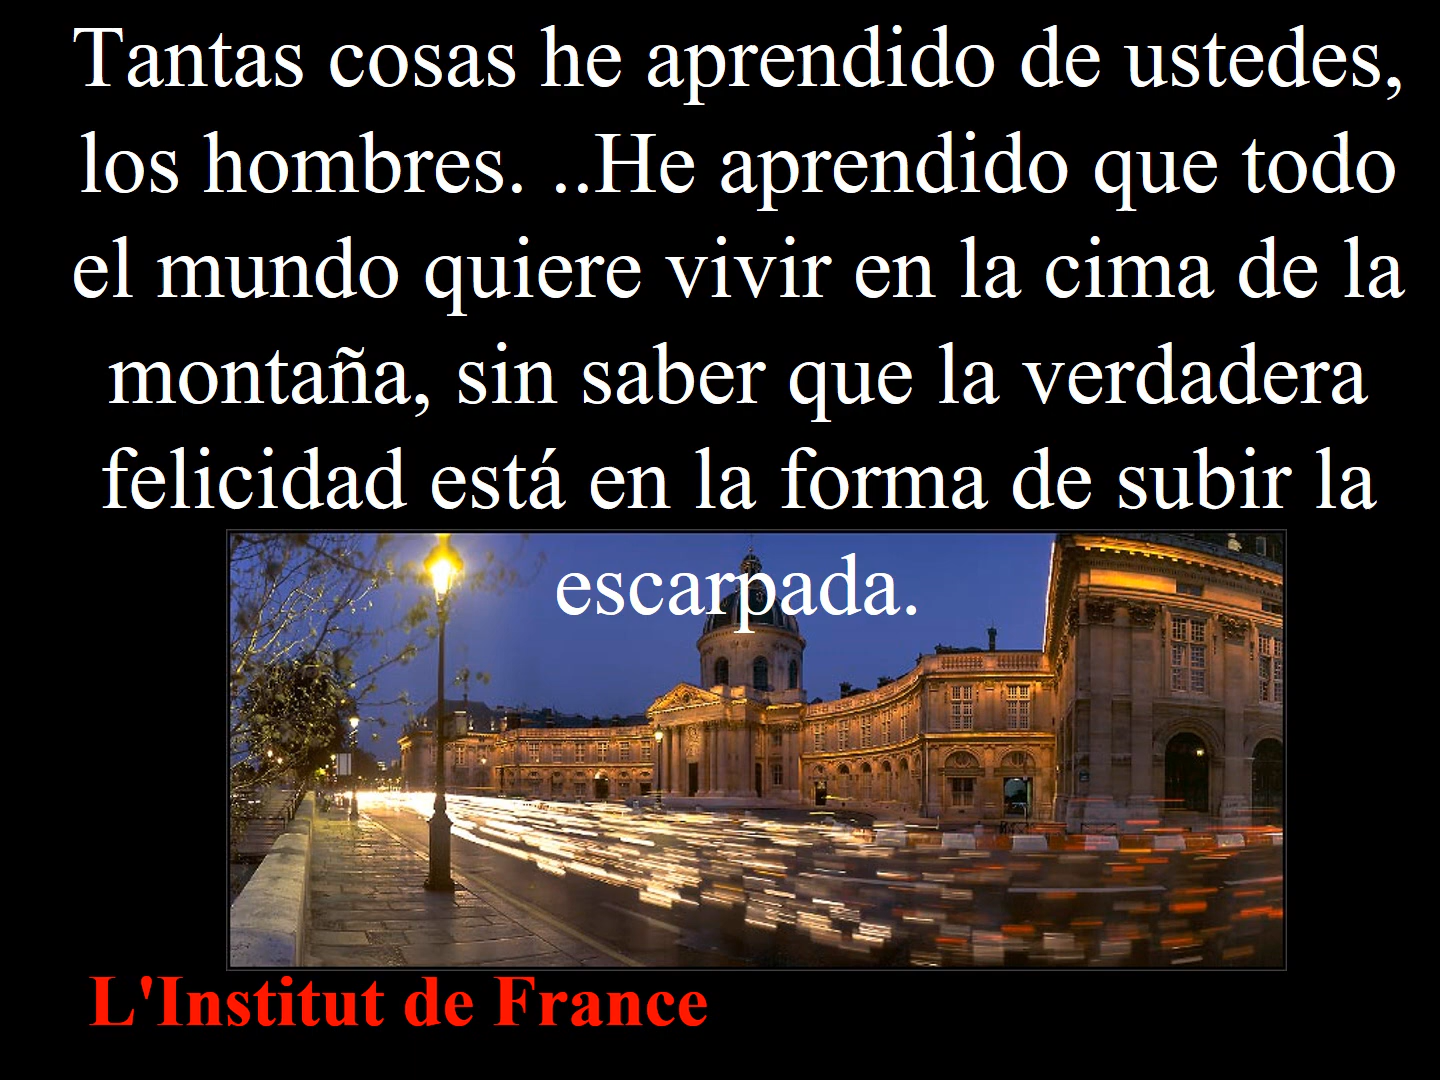 Tantas cosas he aprendido de ustedes,
los hombres. ..He aprendido que todo
el mundo quiere vivir en la cima de la
montaña, sin saber que la verdadera
felicidad está en la forma de subir la
escarpada.
L'Institut de France